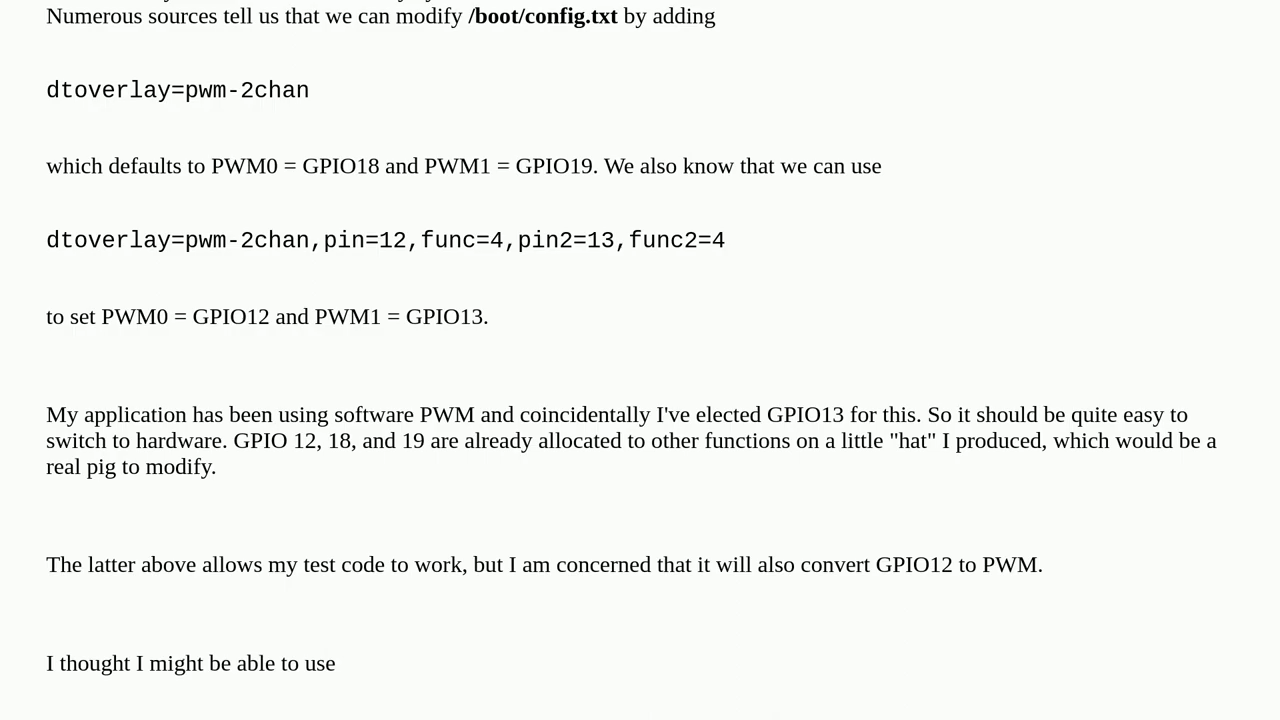 Numerous sources tell us that we can modify /boot/config.txt by adding
dtoverlay=pwm-2chan
which defaults to PWM0 = GPIO18 and PWM1 = GPIO19. We also know that we can use
dtoverlay=pwm-2chan,pin=12,func=4,pin2=13,func2=4
to set PWM0 = GPIO12 and PWM1 = GPIO13.
My application has been using software PWM and coincidentally I've elected GPIO13 for this. So it should be quite easy to
switch to hardware. GPIO 12, 18, and 19 are already allocated to other functions on a little "hat" I produced, which would be a
real pig to modify.
The latter above allows my test code to work, but I am concerned that it will also convert GPIO12 to PWM.
I thought I might be able to use